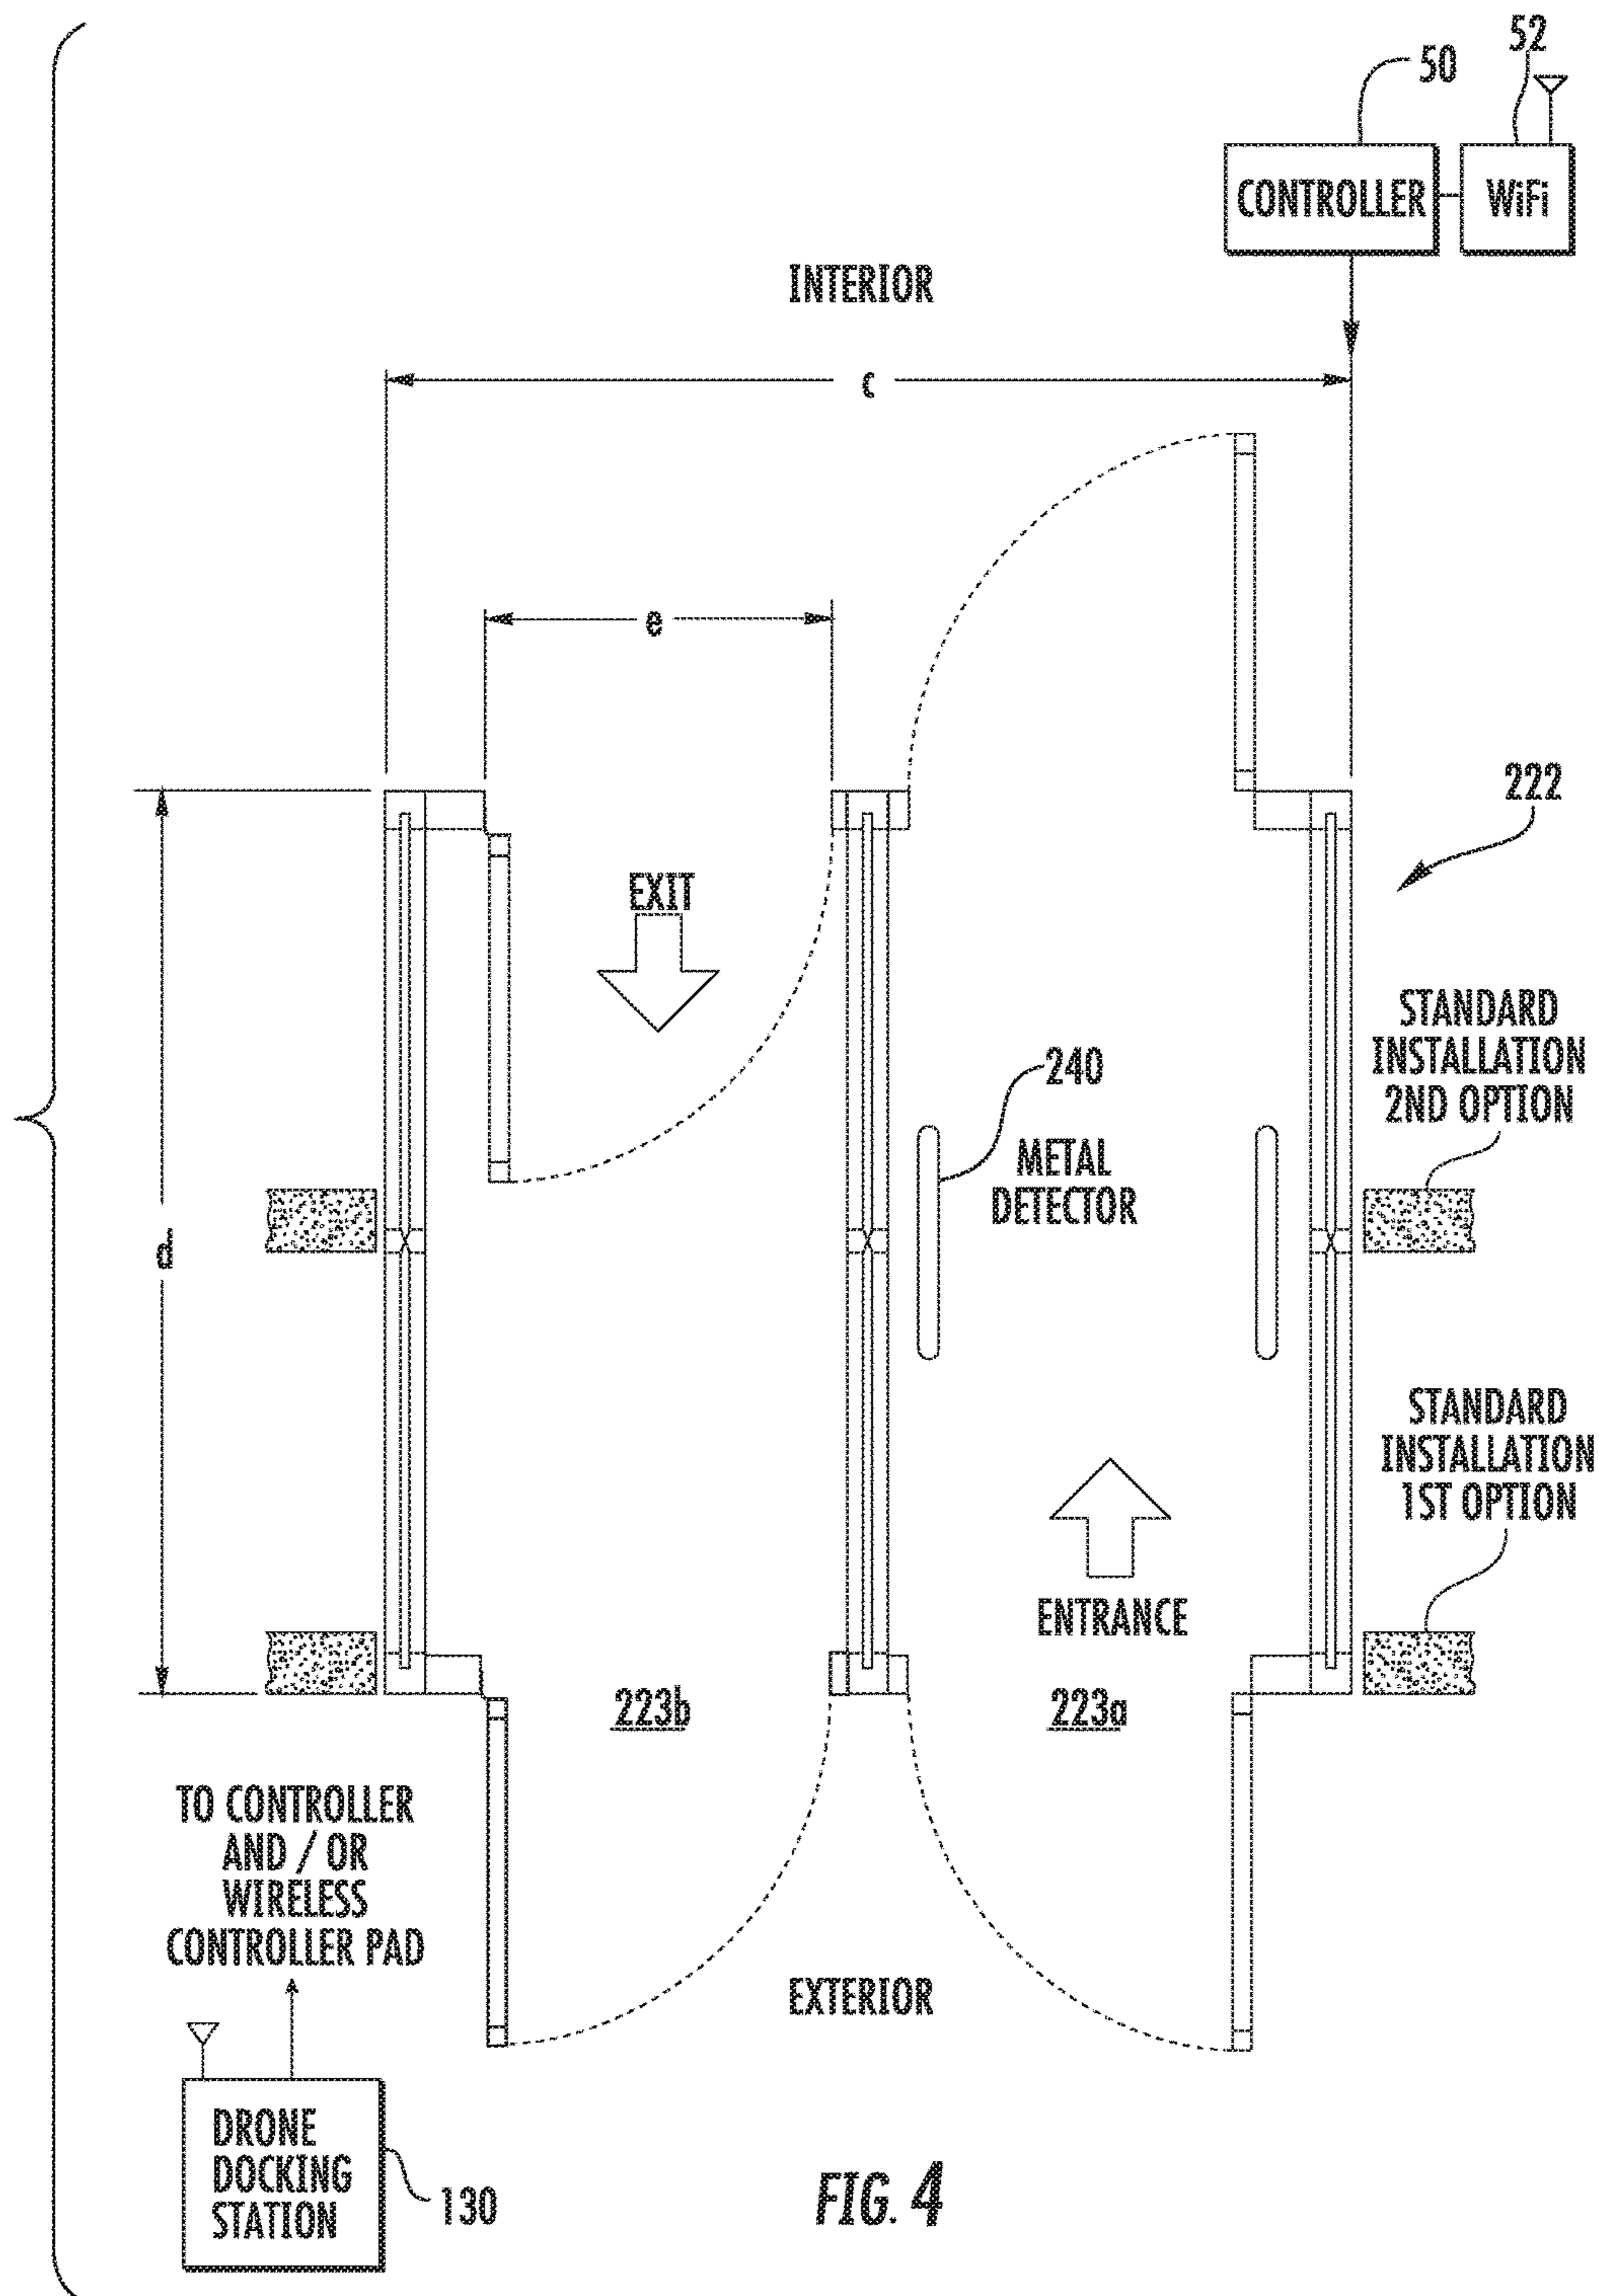 52
50
CONTROLLER
WiFi
INTERIOR
c
e
222
EXIT
STANDARD
INSTALLATION
2ND OPTION
240
METAL
DETECTOR
d
STANDARD
INSTALLATION
1ST OPTION
ENTRANCE
223b
223a
TO CONTROLLER
AND / OR
WIRELESS
CONTROLLER PAD
EXTERIOR
DRONE
DOCKING
STATION
130
FIG. 4